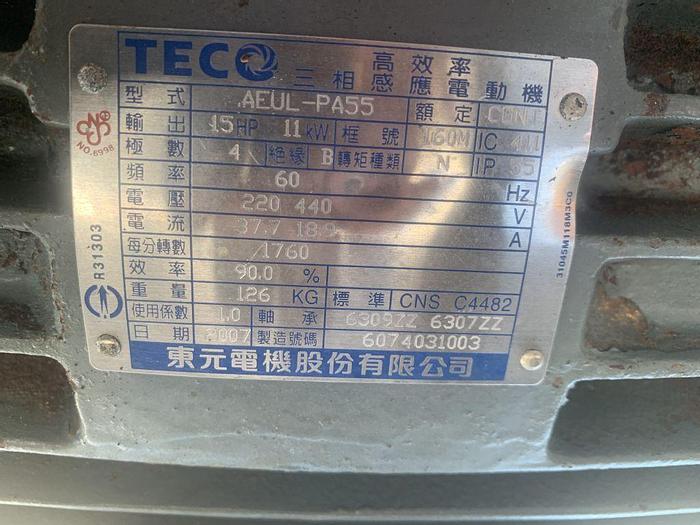 TECO 高效率
三相感應電動機
型式 AEUL-PA55 額定 CONT
輸出 15 HP 11 kW 框號 160M IC 411
極數 4 絕緣 B 轉矩種類 N IP 55
頻率 60 Hz
電壓 220 440 V
電流 37.7 18.9 A
每分轉數 1760
效率 90.0 %
重量 126 KG 標準 CNS C4482
使用係數 1.0 軸承 6309ZZ 6307ZZ
日期 2007 製造號碼 6074031003
東元電機股份有限公司
NO.6998
R31303
31045M118M3C0